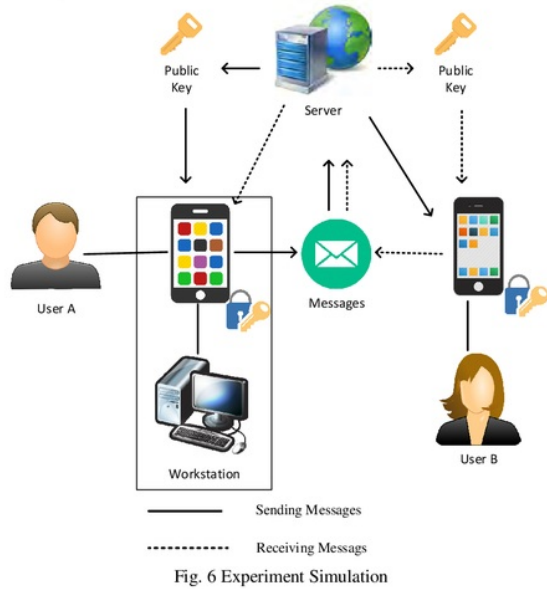 Public
Key
Server
Public
Key
User A
Messages
Workstation
User B
Sending Messages
Receiving Messags
Fig. 6 Experiment Simulation